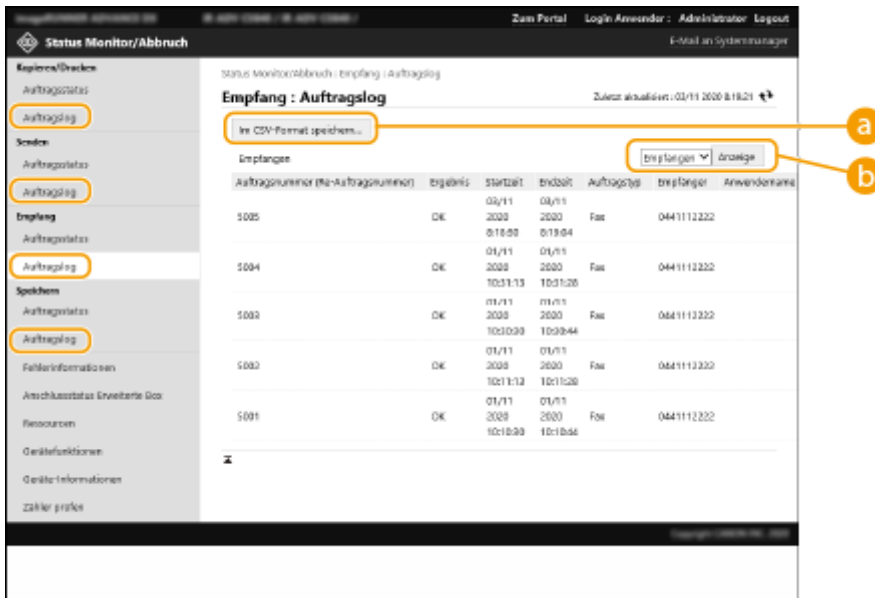 Zum Portal Login Anwender : Administrator Logout
Status Monitor/Abbruch E-Mail an Systemmanager
Kopieren/Drucken
Auftragsstatus
Auftragslog
Senden
Auftragsstatus
Auftragslog
Empfang
Auftragsstatus
Auftragslog
Speichern
Auftragsstatus
Auftragslog
Fehlerinformationen
Anschlussstatus Erweiterte Box
Ressourcen
Gerätefunktionen
Geräte-Informationen
Zähler prüfen
Status Monitor/Abbruch : Empfang : Auftragslog
Empfang : Auftragslog Zuletzt aktualisiert : 03/11 2020 8:19:21
Im CSV-Format speichern... a
Empfangen Empfangen Anzeige b
Auftragsnummer (Re-Auftragsnummer) Ergebnis Startzeit Endzeit Auftragstyp Empfänger Anwendername
03/11 03/11
5005 OK 2020 2020 Fax 0441112222
8:18:50 8:19:04
01/11 01/11
5004 OK 2020 2020 Fax 0441112222
10:31:13 10:31:28
01/11 01/11
5003 OK 2020 2020 Fax 0441112222
10:30:30 10:30:44
01/11 01/11
5002 OK 2020 2020 Fax 0441112222
10:11:13 10:11:28
01/11 01/11
5001 OK 2020 2020 Fax 0441112222
10:10:30 10:10:44